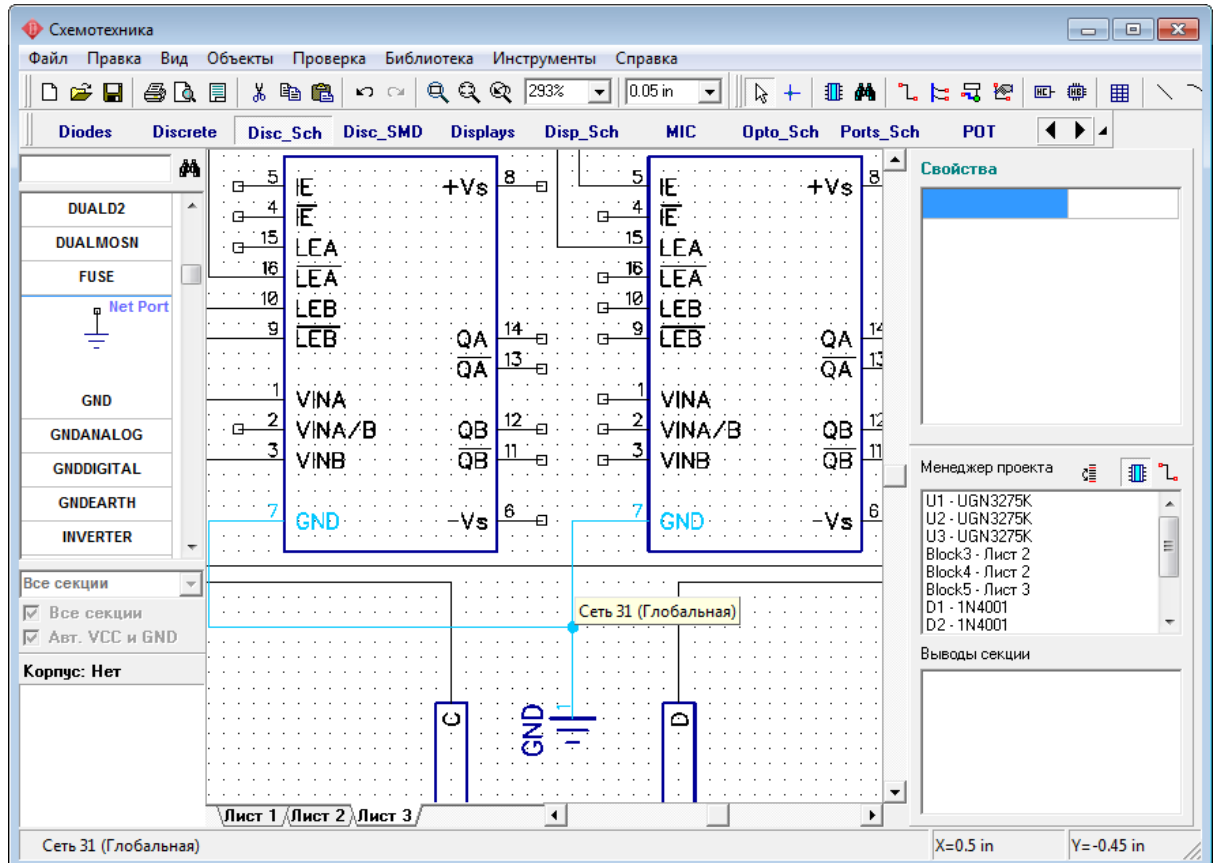 Схемотехника
Файл Правка Вид Объекты Проверка Библиотека Инструменты Справка
293% 0.05 in
Diodes Discrete Disc_Sch Disc_SMD Displays Disp_Sch MIC Opto_Sch Ports_Sch POT
DUALD2
DUALMOSN
FUSE
Net Port
GND
GNDANALOG
GNDDIGITAL
GNDEARTH
INVERTER
Все секции
Все секции
Авт. VCC и GND
Корпус: Нет
5 IE +Vs 8
4 IE
15 LEA
16 LEA
10 LEB
9 LEB
QA 14
QA 13
1 VINA
2 VINA/B QB 12
3 VINB QB 11
7 GND -Vs 6
5 IE +Vs 8
4 IE
15 LEA
16 LEA
10 LEB
9 LEB
QA 14
QA 13
1 VINA
2 VINA/B QB 12
3 VINB QB 11
7 GND -Vs 6
Сеть 31 (Глобальная)
C
GND 1
D
Лист 1 Лист 2 Лист 3
Свойства
Менеджер проекта
U1 - UGN3275K
U2 - UGN3275K
U3 - UGN3275K
Block3 - Лист 2
Block4 - Лист 2
Block5 - Лист 3
D1 - 1N4001
D2 - 1N4001
Выводы секции
Сеть 31 (Глобальная) X=0.5 in Y=-0.45 in